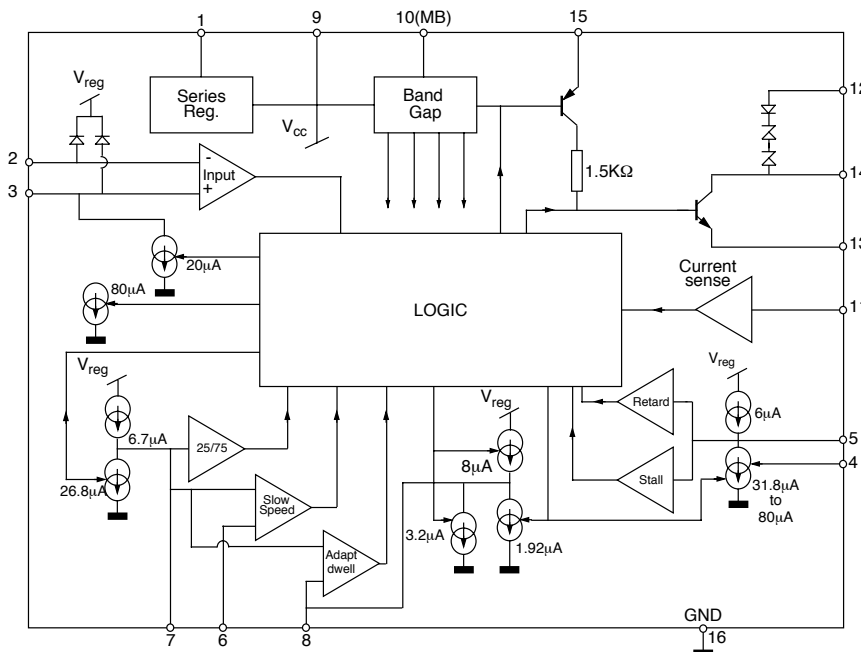 1
9
10(MB)
15
12
Vreg
Series
Reg.
Band
Gap
Vcc
1.5KΩ
2
-
Input
+
3
14
13
20µA
80µA
LOGIC
Current
sense
11
Vreg
6.7µA
26.8µA
25/75
Slow
Speed
Adapt
dwell
Vreg
8µA
3.2µA
1.92µA
Retard
Stall
Vreg
6µA
5
4
31.8µA
to
80µA
7
6
8
GND
16